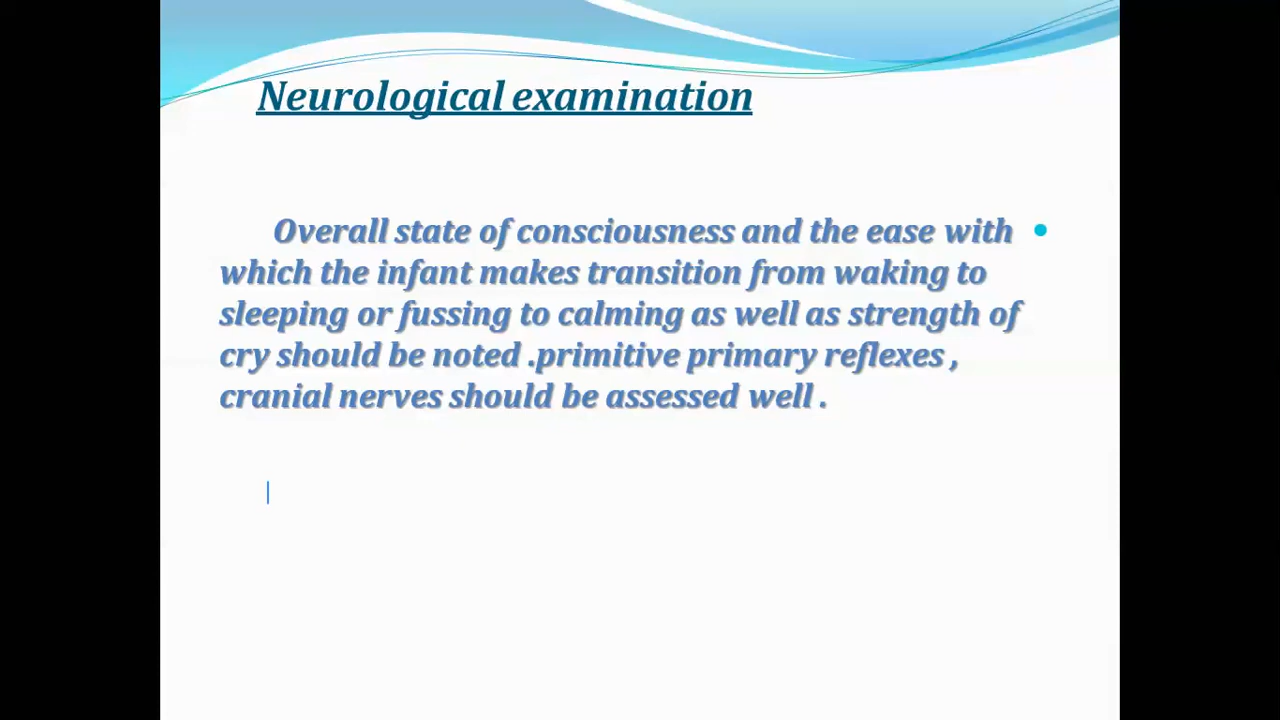 Neurological examination
Overall state of consciousness and the ease with •
which the infant makes transition from waking to
sleeping or fussing to calming as well as strength of
cry should be noted .primitive primary reflexes ,
cranial nerves should be assessed well .